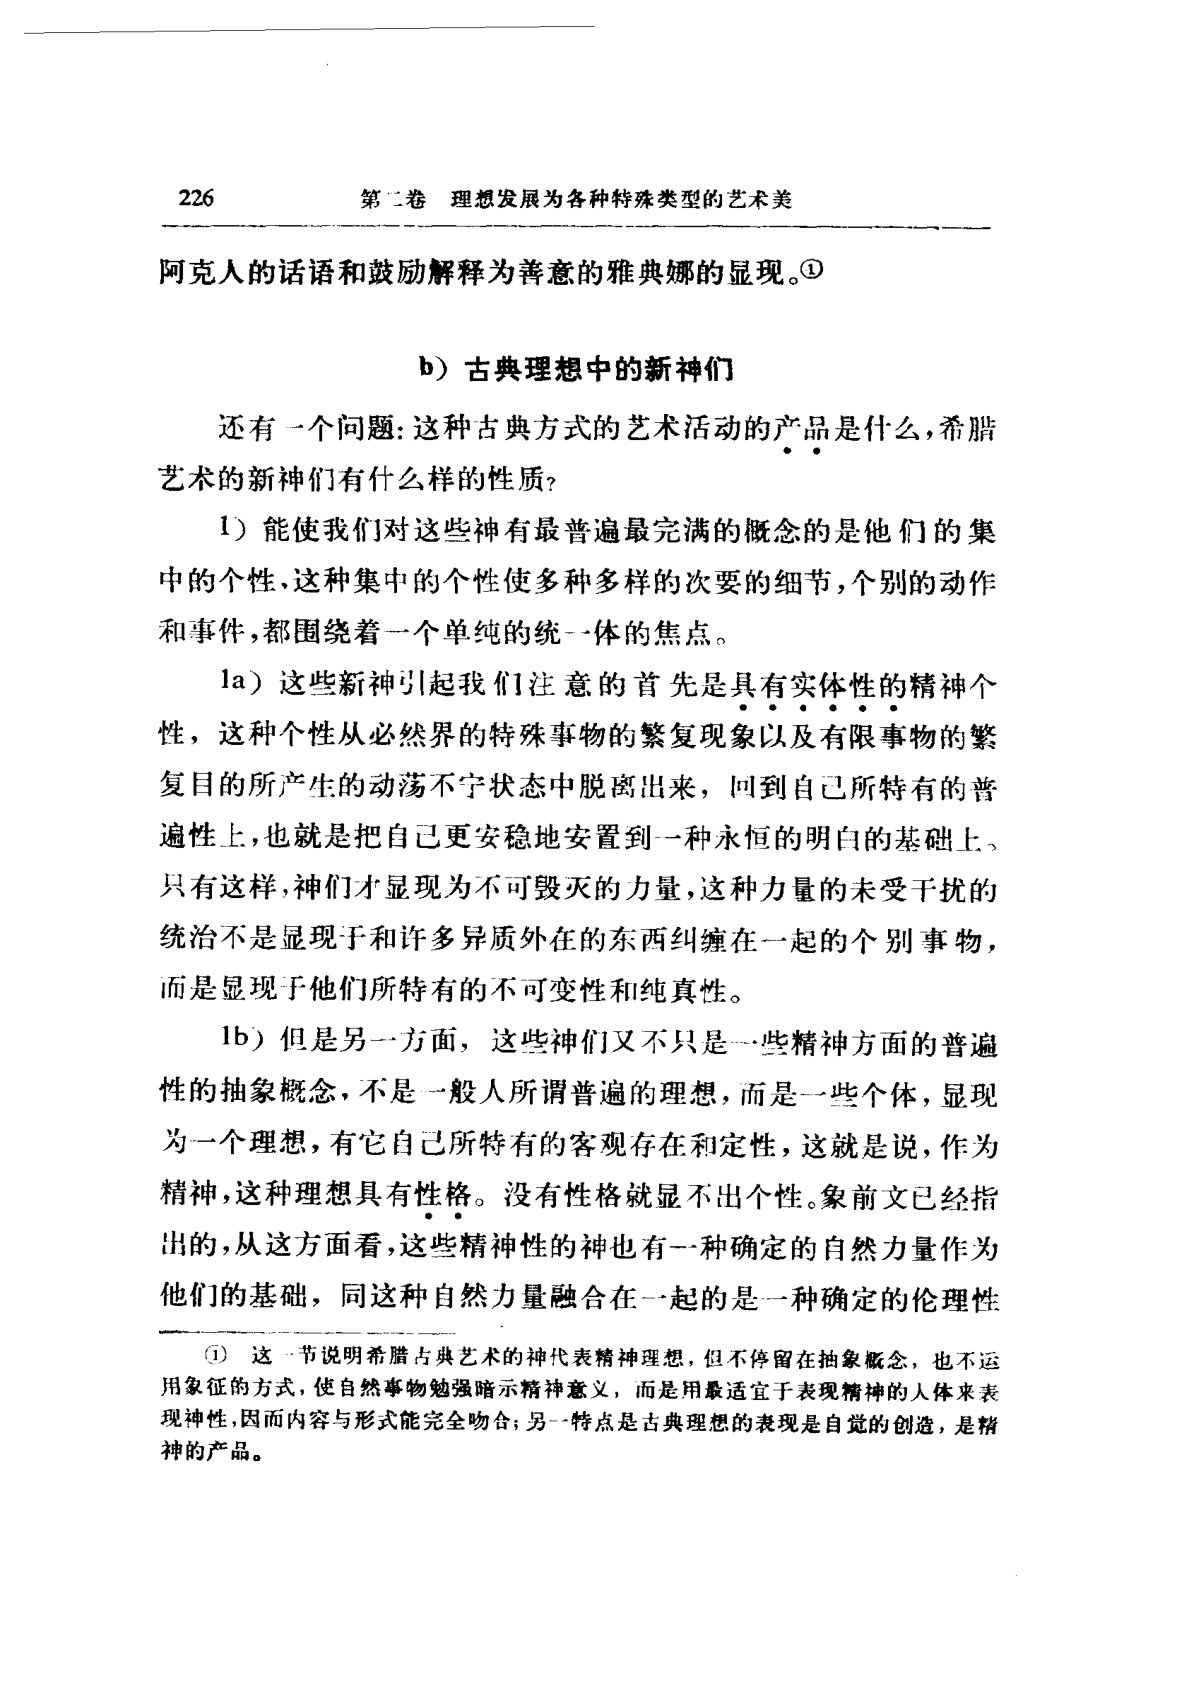 226 第二卷 理想发展为各种特殊类型的艺术美
阿克人的话语和鼓励解释为善意的雅典娜的显现。①
b）古典理想中的新神们
还有一个问题：这种古典方式的艺术活动的产品是什么，希腊
艺术的新神们有什么样的性质？
1）能使我们对这些神有最普遍最完满的概念的是他们的集
中的个性、这种集中的个性使多种多样的次要的细节，个别的动作
和事件，都围绕着一个单纯的统一体的焦点。
1a）这些新神引起我们注意的首先是具有实体性的精神个
性，这种个性从必然界的特殊事物的繁复现象以及有限事物的繁
复目的所产生的动荡不宁状态中脱离出来，回到自己所特有的普
遍性上，也就是把自己更安稳地安置到一种永恒的明白的基础上、
只有这样，神们才显现为不可毁灭的力量，这种力量的未受干扰的
统治不是显现于和许多异质外在的东西纠缠在一起的个别事物，
而是显现于他们所特有的不可变性和纯真性。
1b）但是另一方面，这些神们又不只是一些精神方面的普遍
性的抽象概念，不是一般人所谓普遍的理想，而是一些个体，显现
为一个理想，有它自己所特有的客观存在和定性，这就是说，作为
精神，这种理想具有性格。没有性格就显不出个性。象前文已经指
出的，从这方面看，这些精神性的神也有一种确定的自然力量作为
他们的基础，同这种自然力量融合在一起的是一种确定的伦理性
① 这一节说明希腊古典艺术的神代表精神理想，但不停留在抽象概念，也不运
用象征的方式，使自然事物勉强暗示精神意义，而是用最适宜于表现精神的人体来表
现神性，因而内容与形式能完全吻合；另一特点是古典理想的表现是自觉的创造，是精
神的产品。